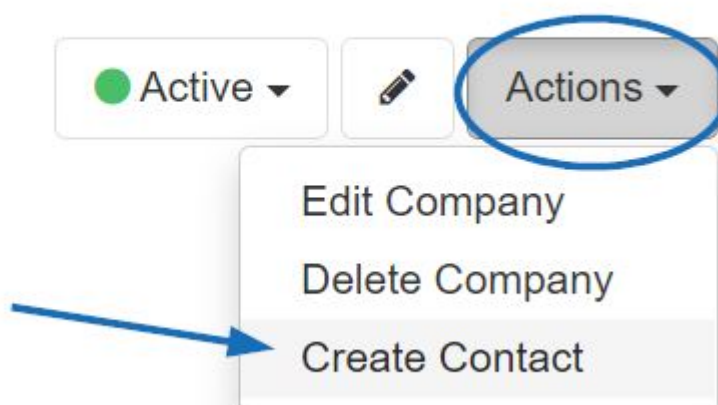 Active Actions
Edit Company
Delete Company
Create Contact